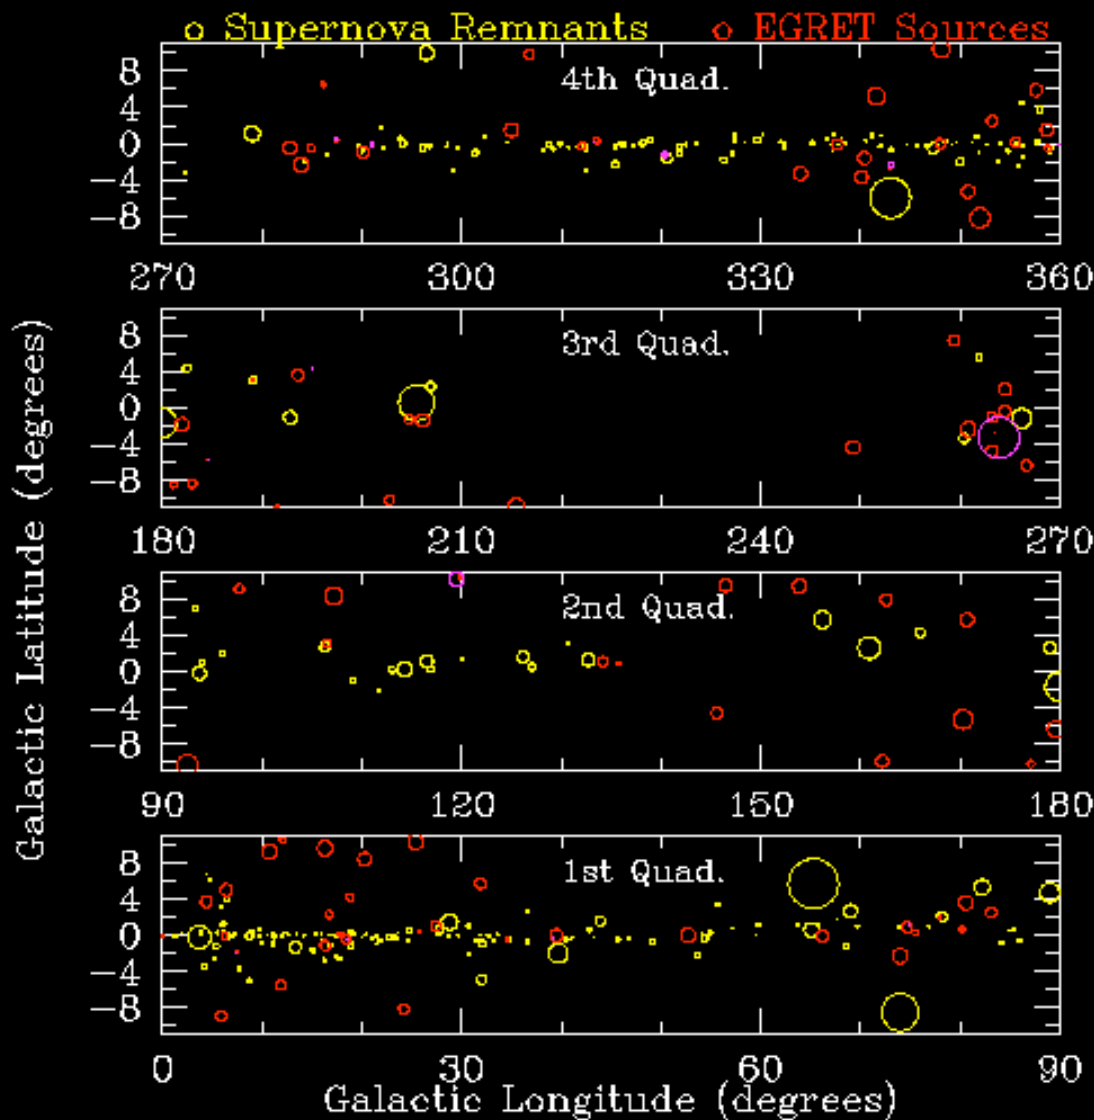 Supernova Remnants EGRET Sources
4th Quad.
8
4
0
−4
−8
270 300 330 360
3rd Quad.
8
4
0
−4
−8
180 210 240 270
2nd Quad.
8
4
0
−4
−8
90 120 150 180
1st Quad.
8
4
0
−4
−8
0 30 60 90
Galactic Longitude (degrees)
Galactic Latitude (degrees)